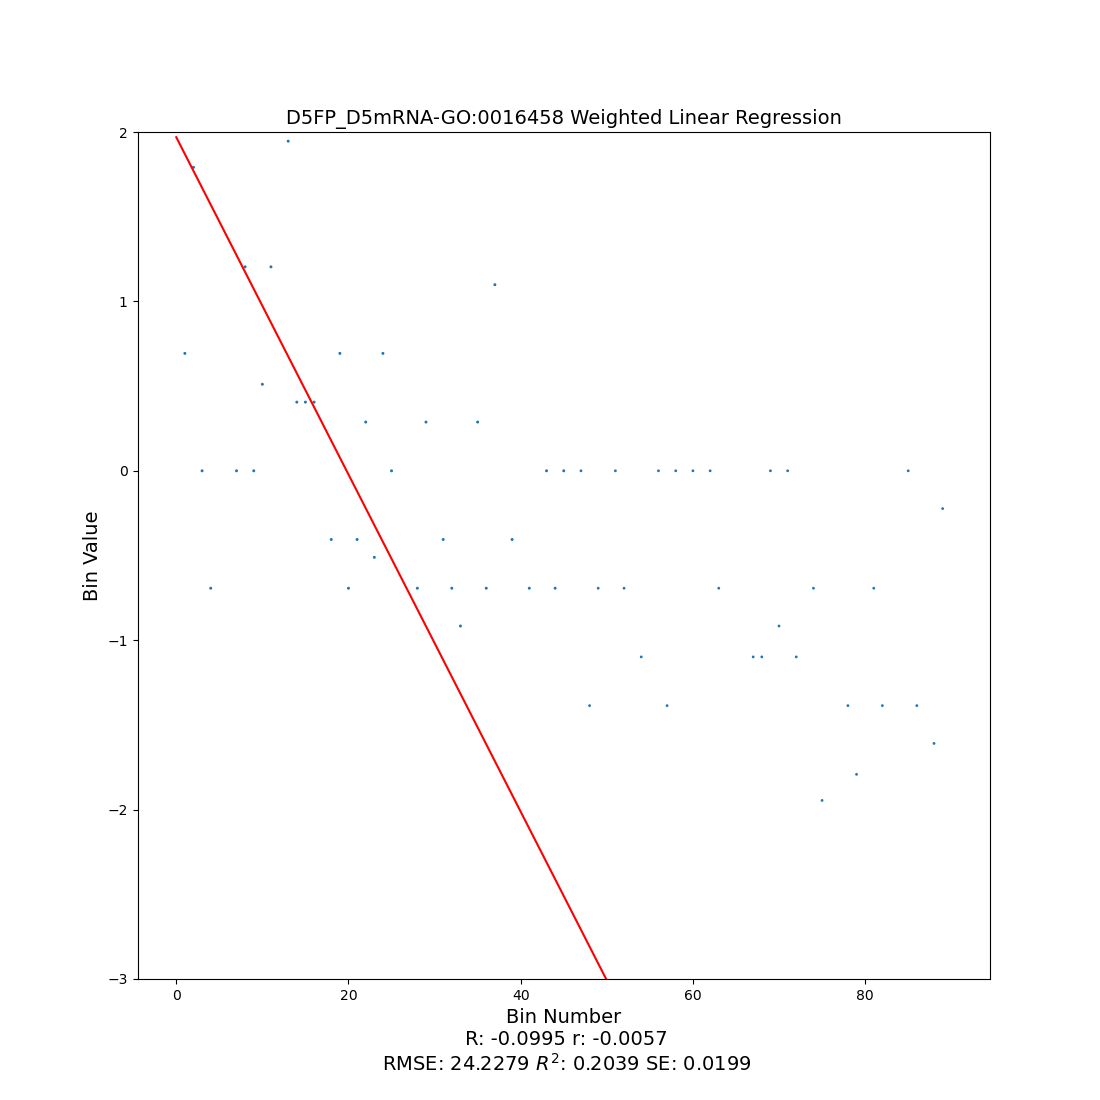 D5FP_D5mRNA-GO:0016458 Weighted Linear Regression
2
1
0
−1
−2
−3
Bin Value
0 20 40 60 80
Bin Number
R: -0.0995 r: -0.0057
RMSE: 24.2279 R²: 0.2039 SE: 0.0199